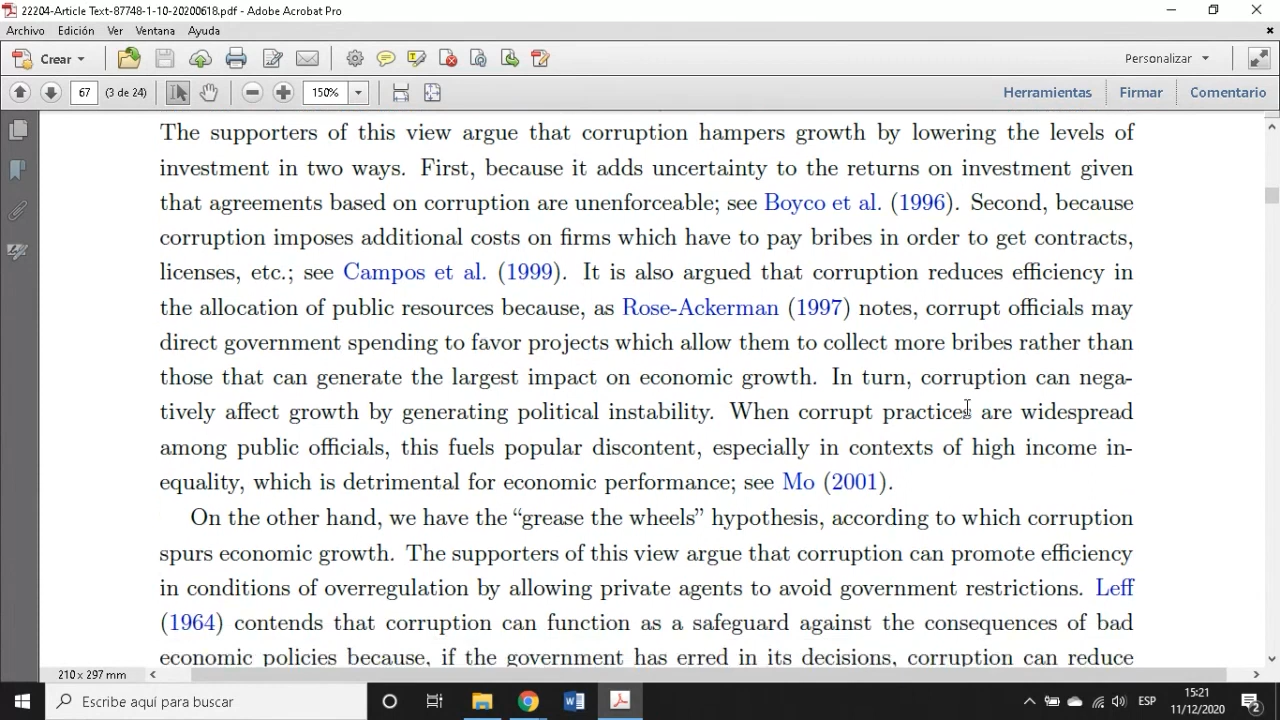 22204-Article Text-87748-1-10-20200618.pdf - Adobe Acrobat Pro
Archivo Edición Ver Ventana Ayuda
Crear Personalizar
67 (3 de 24) 150% Herramientas Firmar Comentario
The supporters of this view argue that corruption hampers growth by lowering the levels of
investment in two ways. First, because it adds uncertainty to the returns on investment given
that agreements based on corruption are unenforceable; see Boyco et al. (1996). Second, because
corruption imposes additional costs on firms which have to pay bribes in order to get contracts,
licenses, etc.; see Campos et al. (1999). It is also argued that corruption reduces efficiency in
the allocation of public resources because, as Rose-Ackerman (1997) notes, corrupt officials may
direct government spending to favor projects which allow them to collect more bribes rather than
those that can generate the largest impact on economic growth. In turn, corruption can nega-
tively affect growth by generating political instability. When corrupt practices are widespread
among public officials, this fuels popular discontent, especially in contexts of high income in-
equality, which is detrimental for economic performance; see Mo (2001).
On the other hand, we have the “grease the wheels” hypothesis, according to which corruption
spurs economic growth. The supporters of this view argue that corruption can promote efficiency
in conditions of overregulation by allowing private agents to avoid government restrictions. Leff
(1964) contends that corruption can function as a safeguard against the consequences of bad
economic policies because, if the government has erred in its decisions, corruption can reduce
210 x 297 mm
Escribe aquí para buscar ESP 15:21
11/12/2020 2